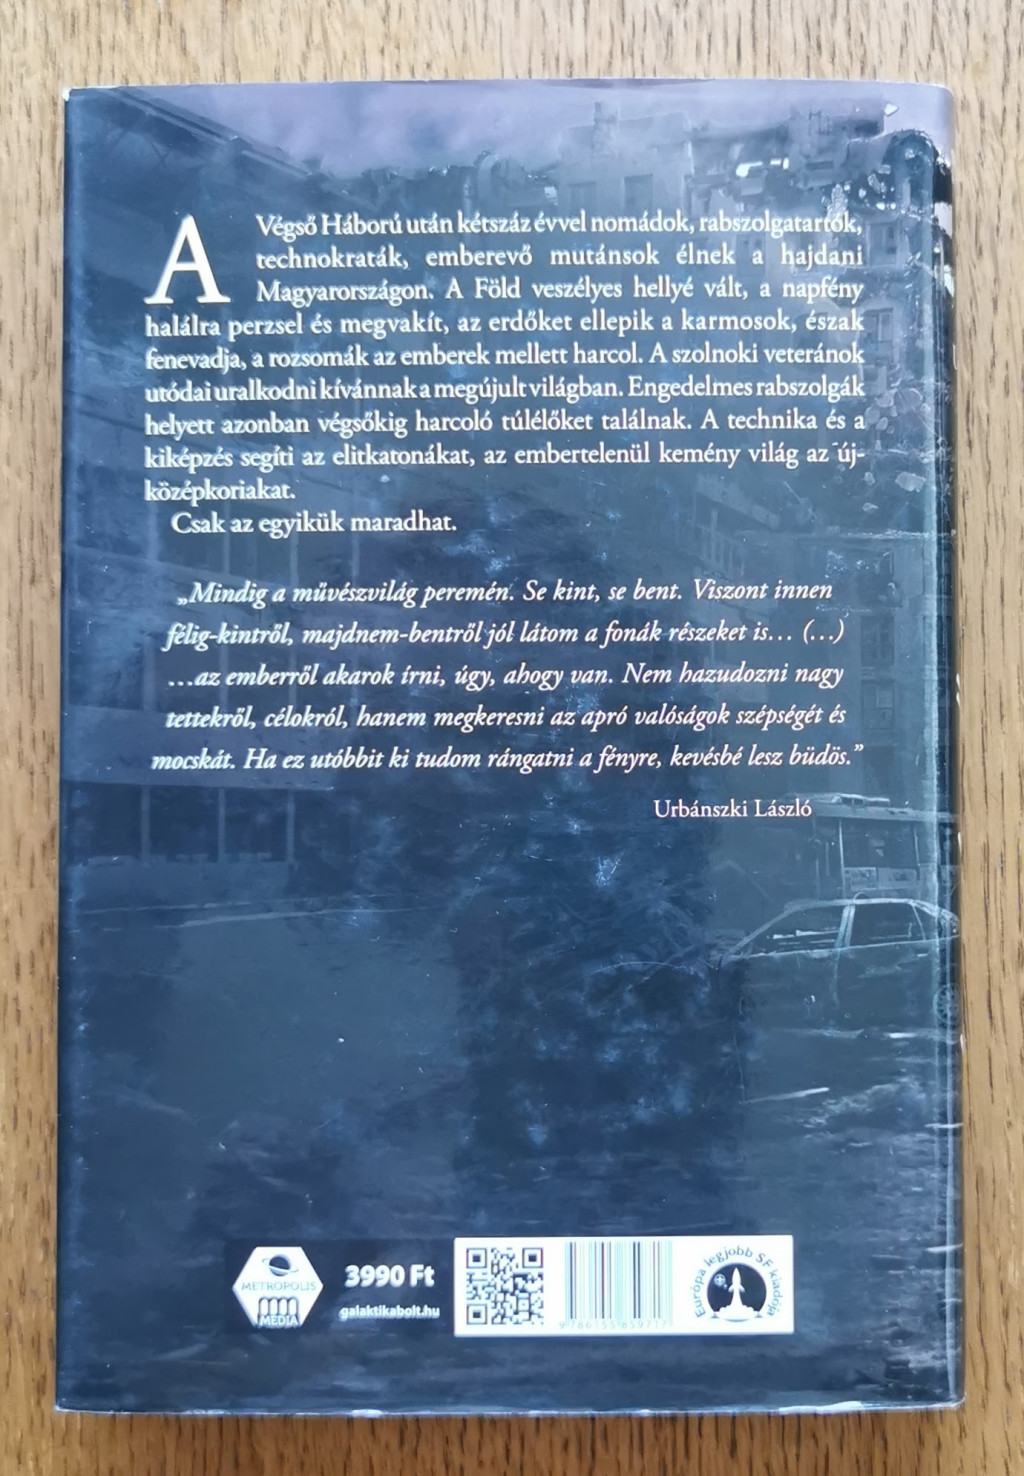 A Végső Háború után kétszáz évvel nomádok, rabszolgatartók,
technokraták, emberevő mutánsok élnek a hajdani
Magyarországon. A Föld veszélyes hellyé vált, a napfény
halálra perzsel és megvakít, az erdőket ellepik a karmosok, észak
fenevadja, a rozsomák az emberek mellett harcol. A szolnoki veteránok
utódai uralkodni kívánnak a megújult világban. Engedelmes rabszolgák
helyett azonban végsőkig harcoló túlélőket találnak. A technika és a
kiképzés segíti az elitkatonákat, az embertelenül kemény világ az új-
középkoriakat.
Csak az egyikük maradhat.
„Mindig a művészvilág peremén. Se kint, se bent. Viszont innen
félig-kintről, majdnem-bentről jól látom a fonák részeket is... (...)
...az emberről akarok írni, úgy, ahogy van. Nem hazudozni nagy
tettekről, célokról, hanem megkeresni az apró valóságok szépségét és
mocskát. Ha ez utóbbit ki tudom rángatni a fényre, kevésbé lesz büdös.”
Urbánszki László
METROPOLIS
MEDIA
3990 Ft
galaktikabolt.hu
9 786155 859717
Európa legjobb SF kiadója